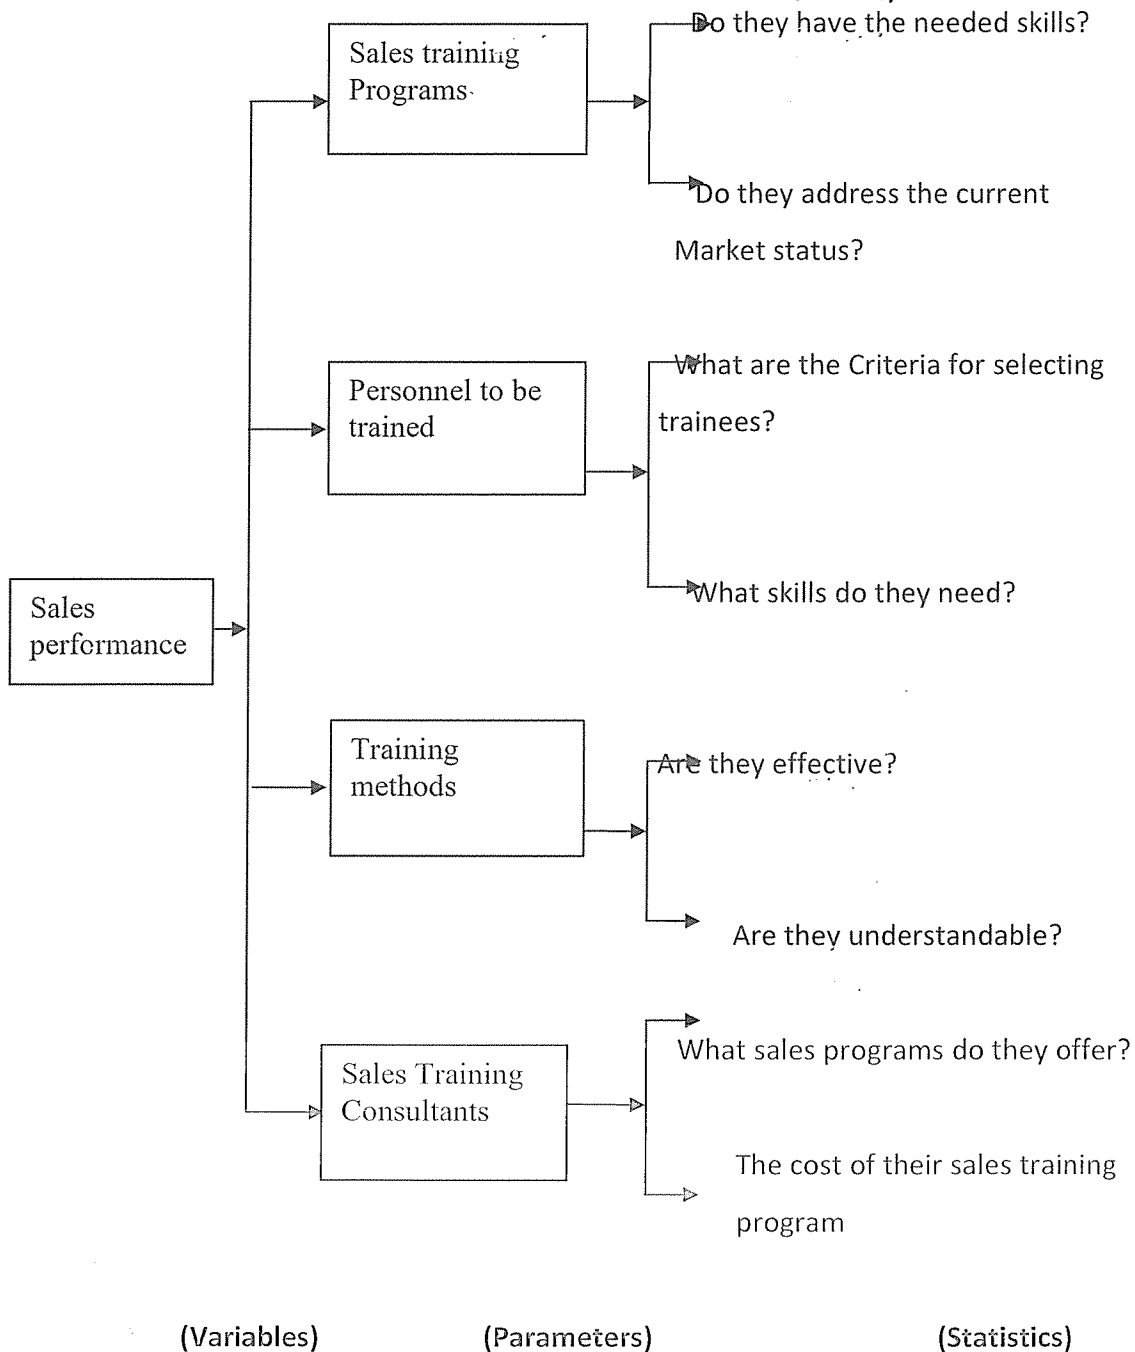 Do they have the needed skills?
Sales training
Programs
Do they address the current
Market status?
What are the Criteria for selecting
Personnel to be
trained
trainees?
What skills do they need?
Sales
performance
Training
methods
Are they effective?
Are they understandable?
What sales programs do they offer?
Sales Training
Consultants
The cost of their sales training
program
(Variables)
(Parameters)
(Statistics)